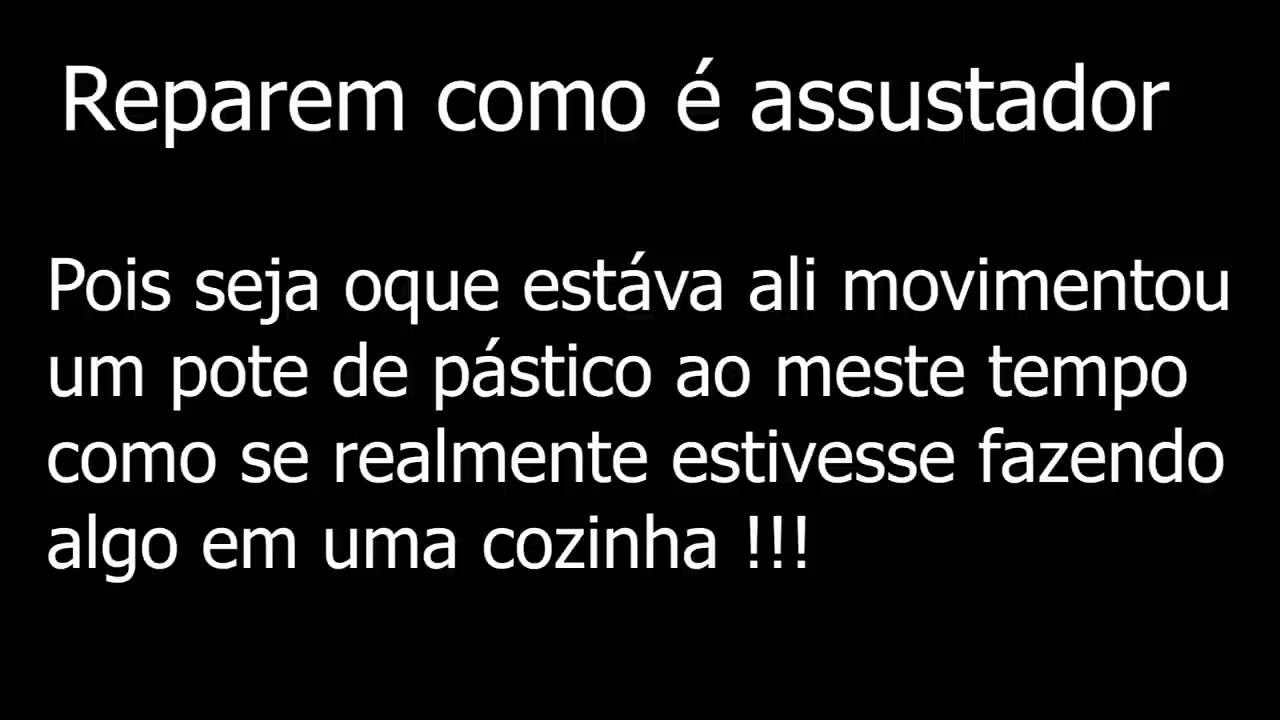 Reparem como é assustador
Pois seja oque estáva ali movimentou
um pote de pástico ao meste tempo
como se realmente estivesse fazendo
algo em uma cozinha !!!